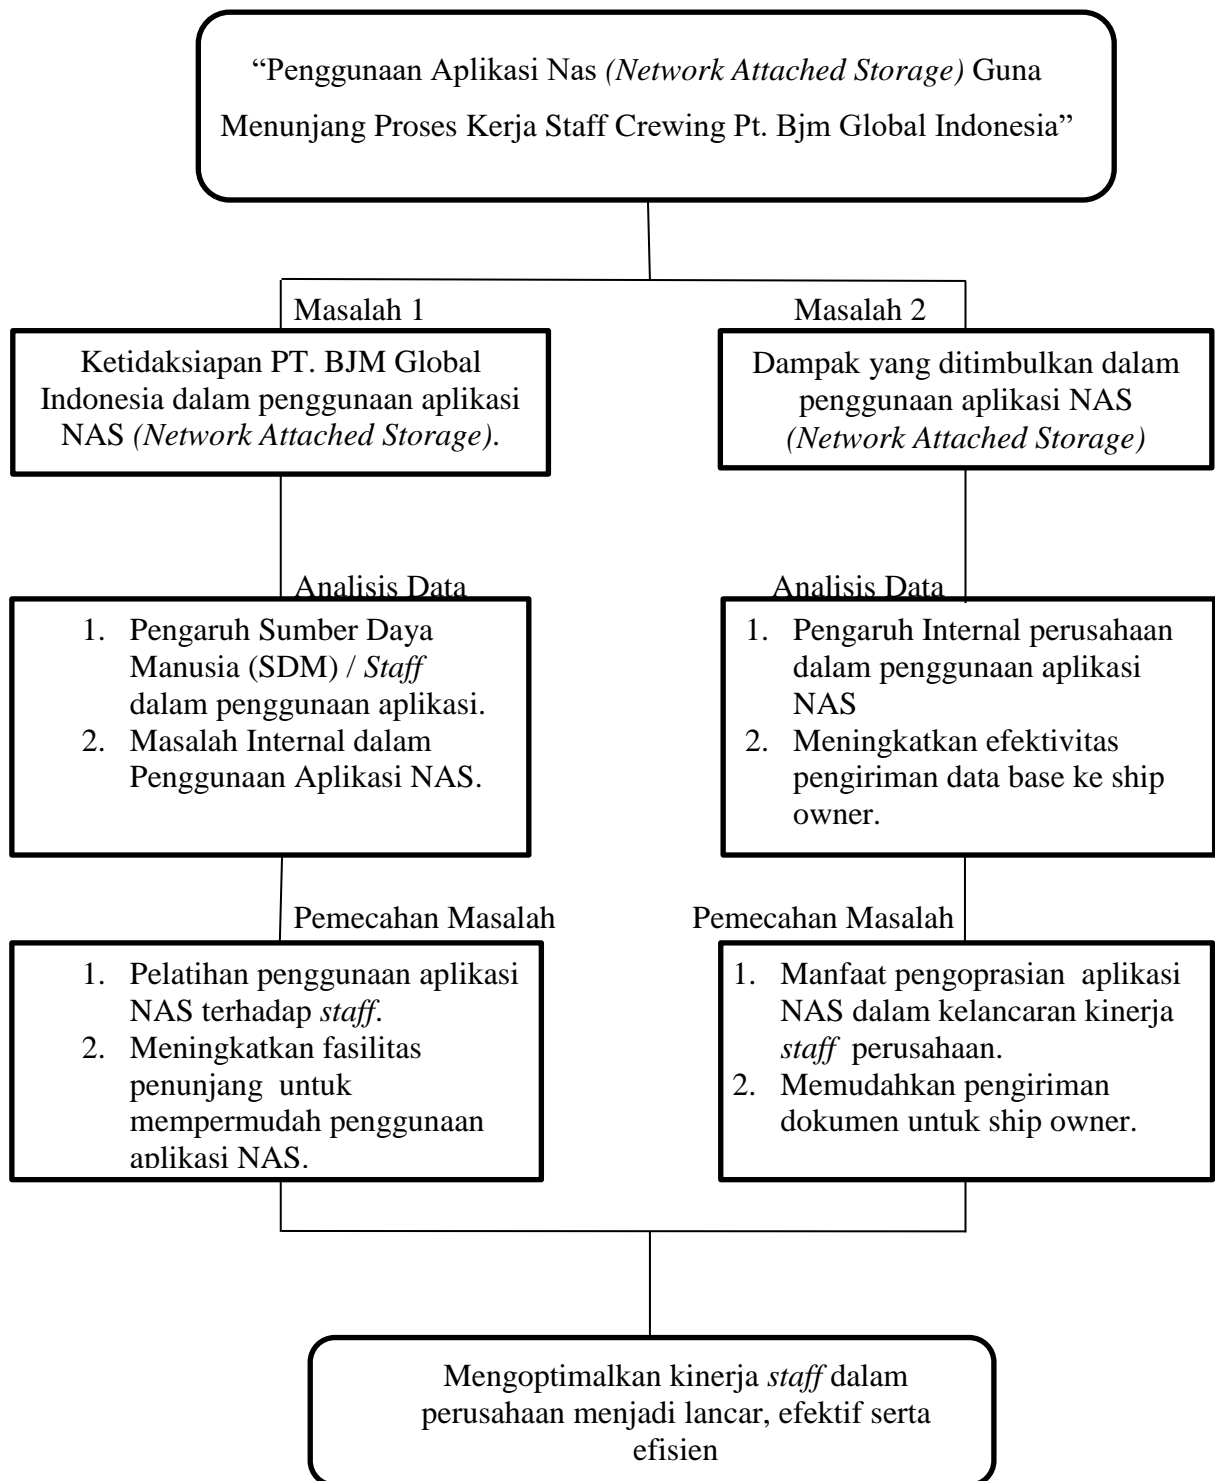 “Penggunaan Aplikasi Nas (Network Attached Storage) Guna
Menunjang Proses Kerja Staff Crewing Pt. Bjm Global Indonesia”
Masalah 1
Ketidaksiapan PT. BJM Global
Indonesia dalam penggunaan aplikasi
NAS (Network Attached Storage).
Masalah 2
Dampak yang ditimbulkan dalam
penggunaan aplikasi NAS
(Network Attached Storage)
Analisis Data
1. Pengaruh Sumber Daya
Manusia (SDM) / Staff
dalam penggunaan aplikasi.
2. Masalah Internal dalam
Penggunaan Aplikasi NAS.
Analisis Data
1. Pengaruh Internal perusahaan
dalam penggunaan aplikasi
NAS
2. Meningkatkan efektivitas
pengiriman data base ke ship
owner.
Pemecahan Masalah
1. Pelatihan penggunaan aplikasi
NAS terhadap staff.
2. Meningkatkan fasilitas
penunjang untuk
mempermudah penggunaan
aplikasi NAS.
Pemecahan Masalah
1. Manfaat pengoprasian aplikasi
NAS dalam kelancaran kinerja
staff perusahaan.
2. Memudahkan pengiriman
dokumen untuk ship owner.
Mengoptimalkan kinerja staff dalam
perusahaan menjadi lancar, efektif serta
efisien